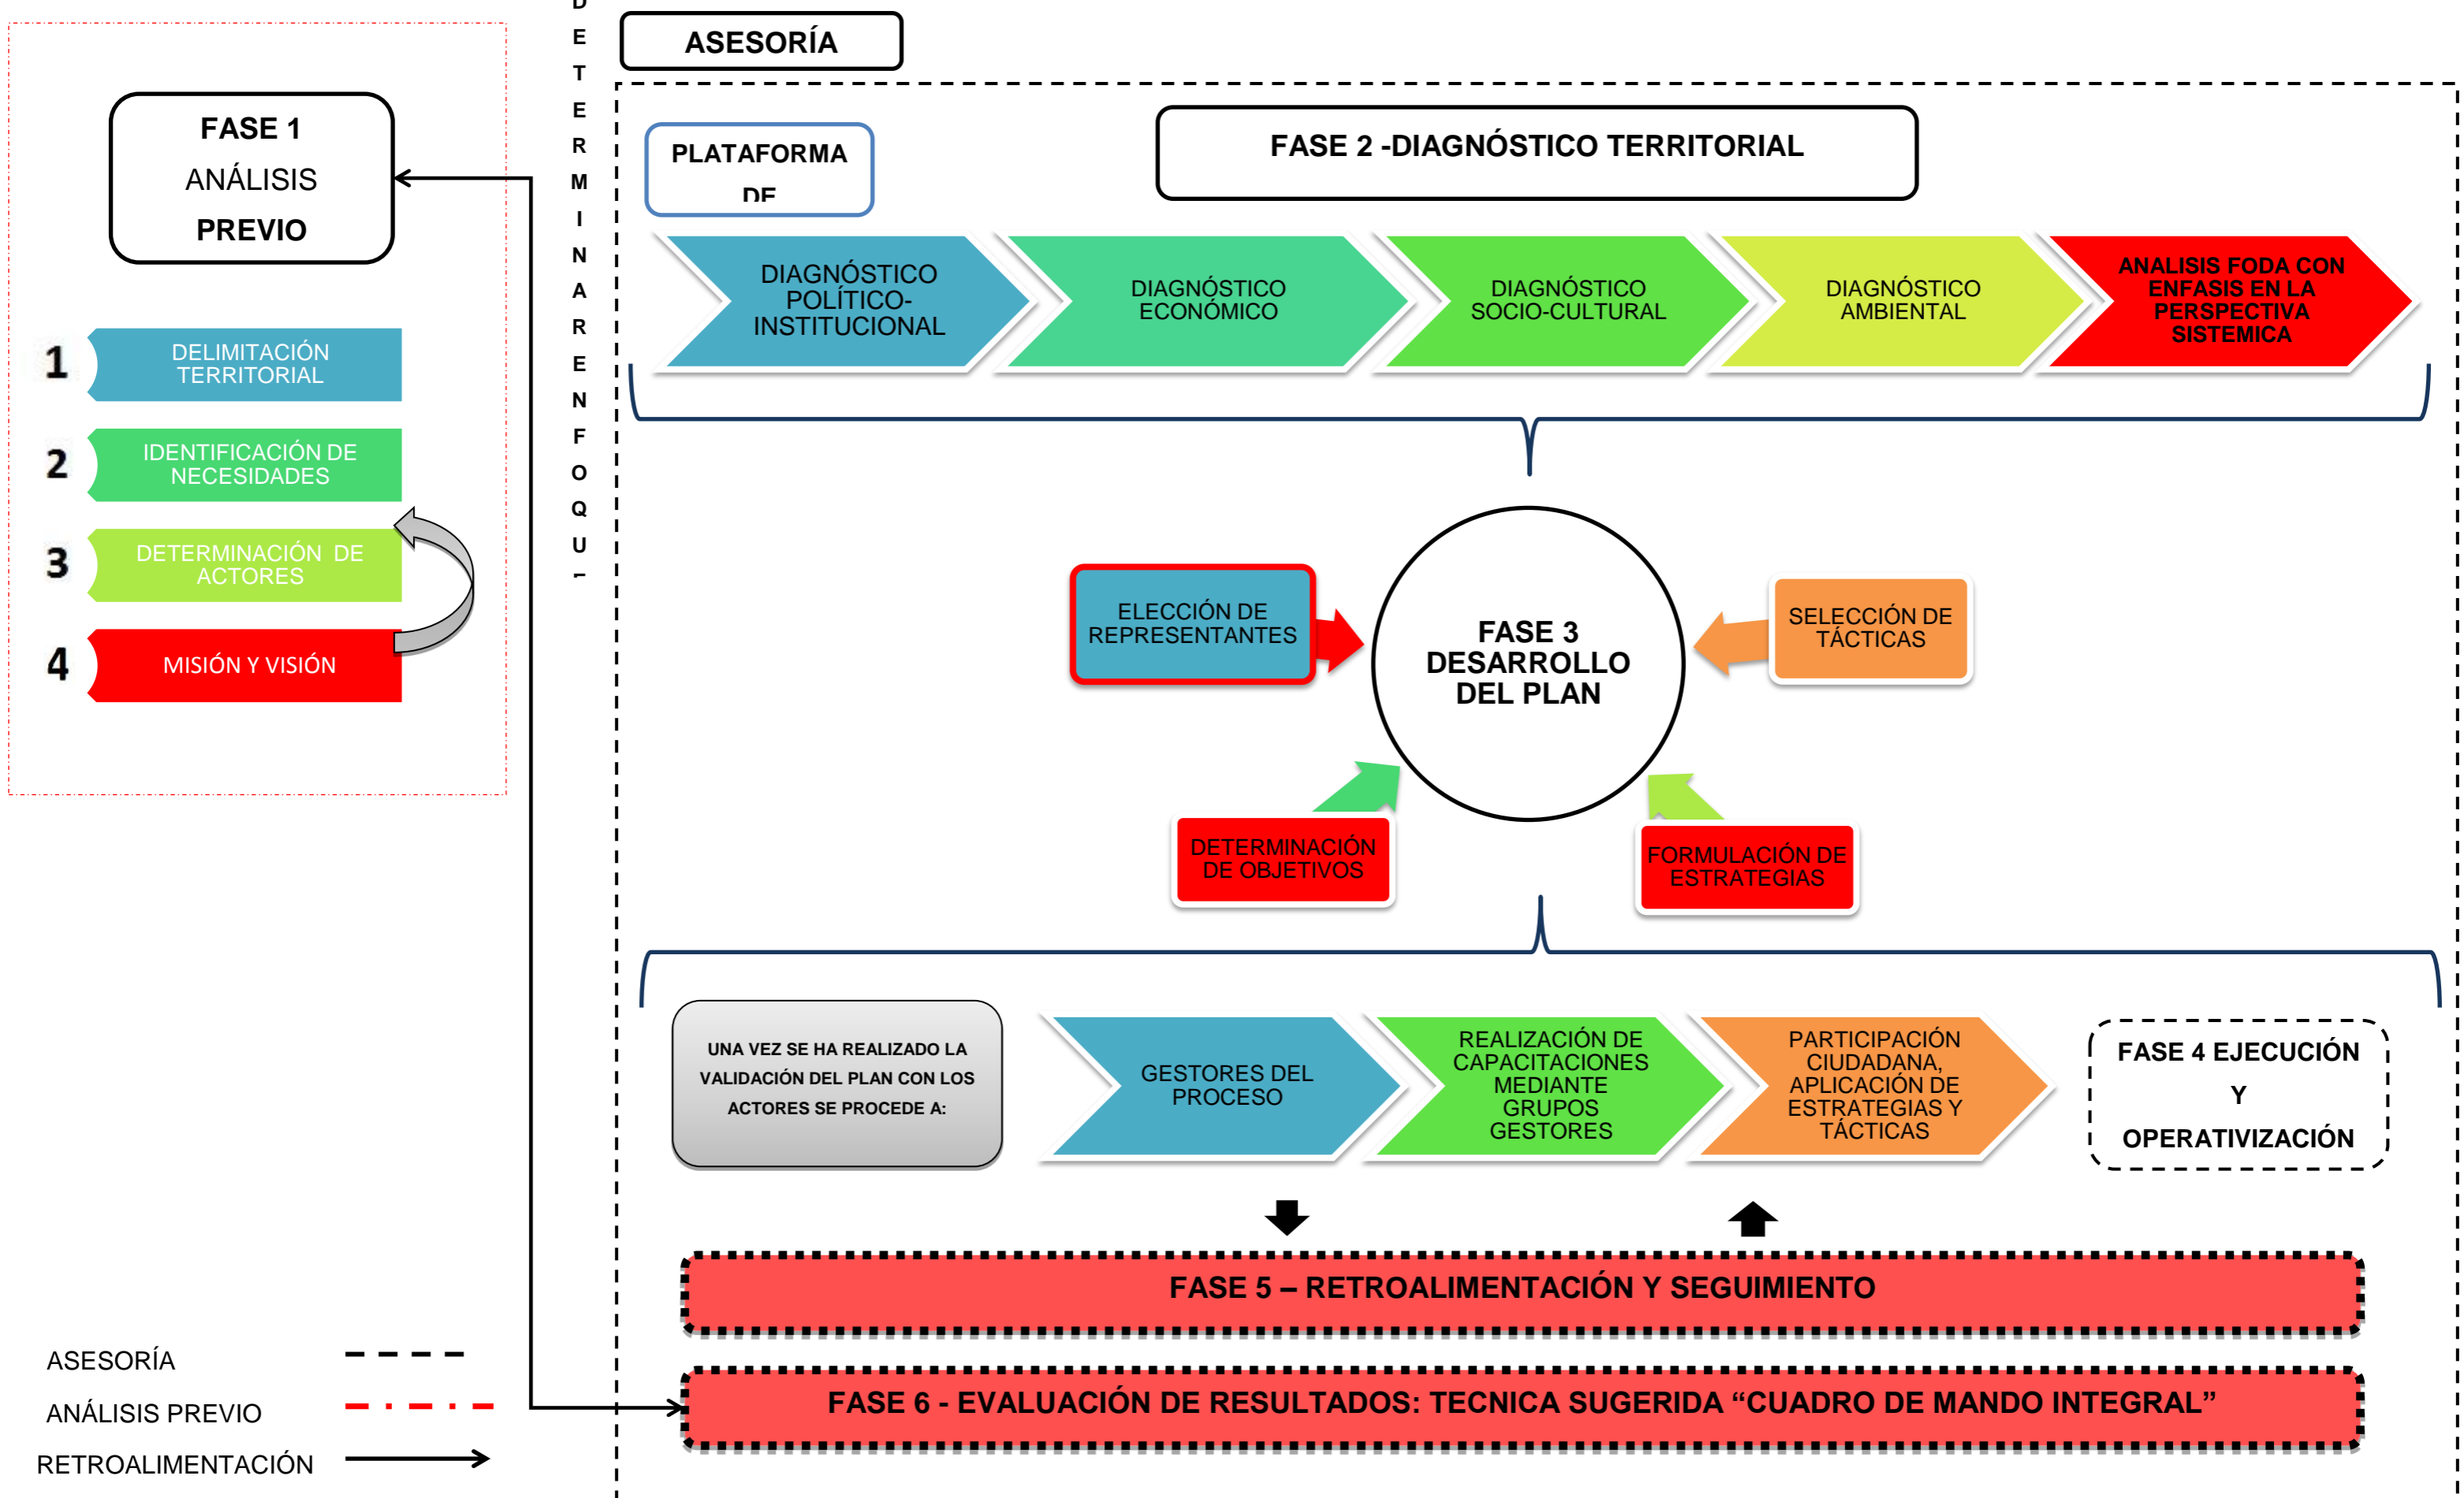 FASE 1
ANÁLISIS
PREVIO
1
DELIMITACIÓN
TERRITORIAL
2
IDENTIFICACIÓN DE
NECESIDADES
3
DETERMINACIÓN DE
ACTORES
4
MISIÓN Y VISIÓN
D
E
T
E
R
M
I
N
A
R
E
N
F
O
Q
U
ASESORÍA
PLATAFORMA
DE
FASE 2 -DIAGNÓSTICO TERRITORIAL
DIAGNÓSTICO
POLÍTICO-
INSTITUCIONAL
DIAGNÓSTICO
ECONÓMICO
DIAGNÓSTICO
SOCIO-CULTURAL
DIAGNÓSTICO
AMBIENTAL
ANALISIS FODA CON
ENFASIS EN LA
PERSPECTIVA
SISTEMICA
ELECCIÓN DE
REPRESENTANTES
FASE 3
DESARROLLO
DEL PLAN
SELECCIÓN DE
TÁCTICAS
DETERMINACIÓN
DE OBJETIVOS
FORMULACIÓN DE
ESTRATEGIAS
UNA VEZ SE HA REALIZADO LA
VALIDACIÓN DEL PLAN CON LOS
ACTORES SE PROCEDE A:
GESTORES DEL
PROCESO
REALIZACIÓN DE
CAPACITACIONES
MEDIANTE
GRUPOS
GESTORES
PARTICIPACIÓN
CIUDADANA,
APLICACIÓN DE
ESTRATEGIAS Y
TÁCTICAS
FASE 4 EJECUCIÓN
Y
OPERATIVIZACIÓN
FASE 5 – RETROALIMENTACIÓN Y SEGUIMIENTO
FASE 6 - EVALUACIÓN DE RESULTADOS: TECNICA SUGERIDA “CUADRO DE MANDO INTEGRAL”
ASESORÍA
ANÁLISIS PREVIO
RETROALIMENTACIÓN